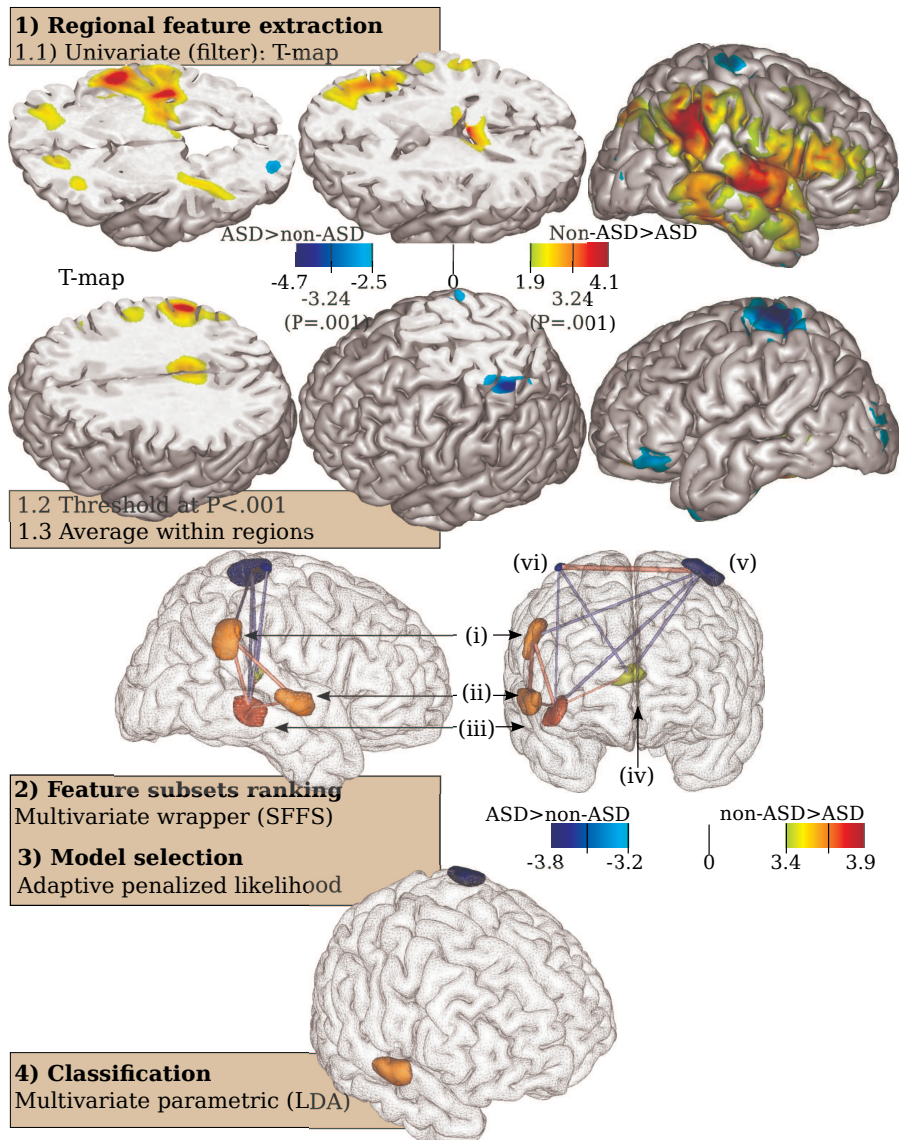 1) Regional feature extraction
1.1) Univariate (filter): T-map
ASD>non-ASD
Non-ASD>ASD
-4.7 -2.5 0 1.9 4.1
T-map
-3.24 3.24
(P=.001) (P=.001)
1.2 Threshold at P<.001
1.3 Average within regions
(vi) (v)
(i)
(ii)
(iii)
(iv)
2) Feature subsets ranking
Multivariate wrapper (SFFS)
ASD>non-ASD non-ASD>ASD
-3.8 -3.2 0 3.4 3.9
3) Model selection
Adaptive penalized likelihood
4) Classification
Multivariate parametric (LDA)